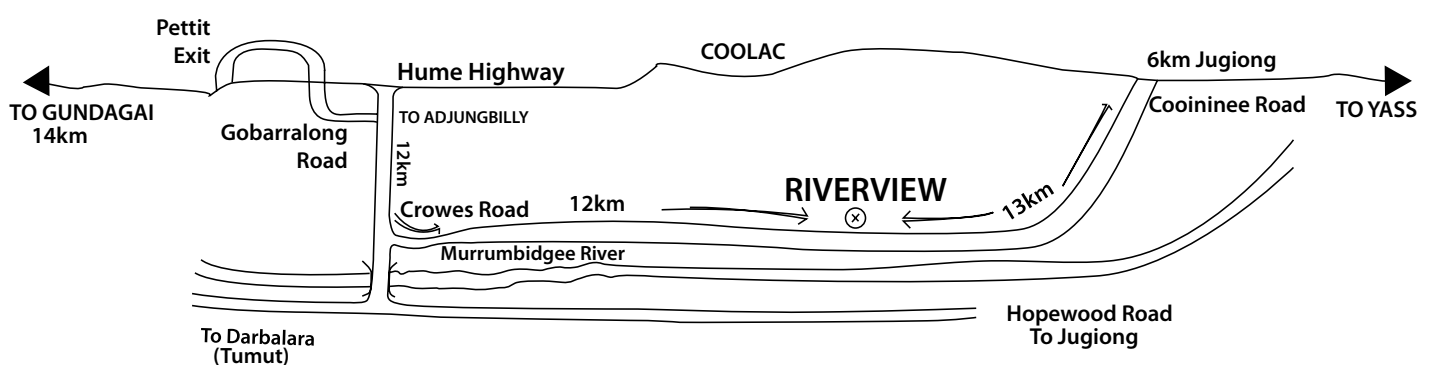 Pettit
Exit
COOLAC
Hume Highway
6km Jugiong
TO GUNDAGAI
14km
Cooininee Road
TO YASS
TO ADJUNGBILLY
Gobarralong
Road
12km
RIVERVIEW
12km
13km
Crowes Road
Murrumbidgee River
Hopewood Road
To Jugiong
To Darbalara
(Tumut)